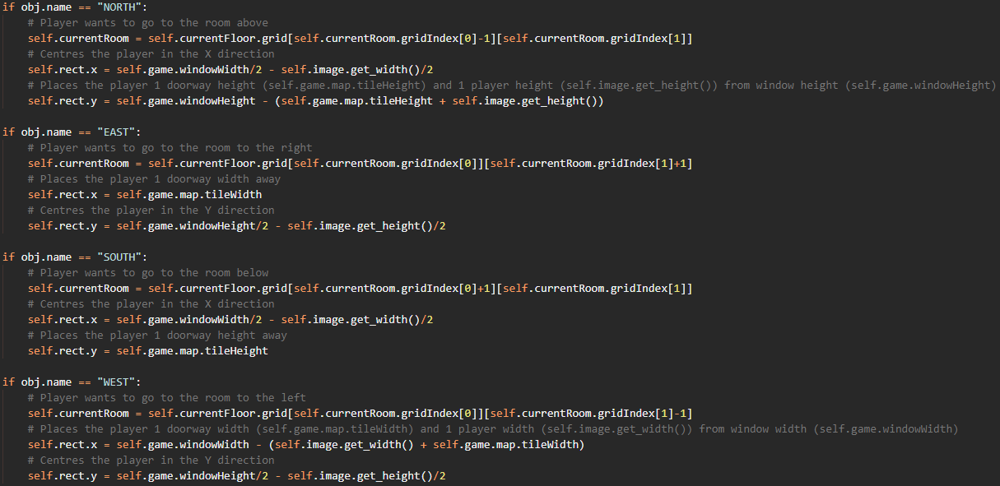 if obj.name == "NORTH":
    # Player wants to go to the room above
    self.currentRoom = self.currentFloor.grid[self.currentRoom.gridIndex[0]-1][self.currentRoom.gridIndex[1]]
    # Centres the player in the X direction
    self.rect.x = self.game.windowWidth/2 - self.image.get_width()/2
    # Places the player 1 doorway height (self.game.map.tileHeight) and 1 player height (self.image.get_height()) from window height (self.game.windowHeight)
    self.rect.y = self.game.windowHeight - (self.game.map.tileHeight + self.image.get_height())

if obj.name == "EAST":
    # Player wants to go to the room to the right
    self.currentRoom = self.currentFloor.grid[self.currentRoom.gridIndex[0]][self.currentRoom.gridIndex[1]+1]
    # Places the player 1 doorway width away
    self.rect.x = self.game.map.tileWidth
    # Centres the player in the Y direction
    self.rect.y = self.game.windowHeight/2 - self.image.get_height()/2

if obj.name == "SOUTH":
    # Player wants to go to the room below
    self.currentRoom = self.currentFloor.grid[self.currentRoom.gridIndex[0]+1][self.currentRoom.gridIndex[1]]
    # Centres the player in the X direction
    self.rect.x = self.game.windowWidth/2 - self.image.get_width()/2
    # Places the player 1 doorway height away
    self.rect.y = self.game.map.tileHeight

if obj.name == "WEST":
    # Player wants to go to the room to the left
    self.currentRoom = self.currentFloor.grid[self.currentRoom.gridIndex[0]][self.currentRoom.gridIndex[1]-1]
    # Places the player 1 doorway width (self.game.map.tileWidth) and 1 player width (self.image.get_width()) from window width (self.game.windowWidth)
    self.rect.x = self.game.windowWidth - (self.image.get_width() + self.game.map.tileWidth)
    # Centres the player in the Y direction
    self.rect.y = self.game.windowHeight/2 - self.image.get_height()/2